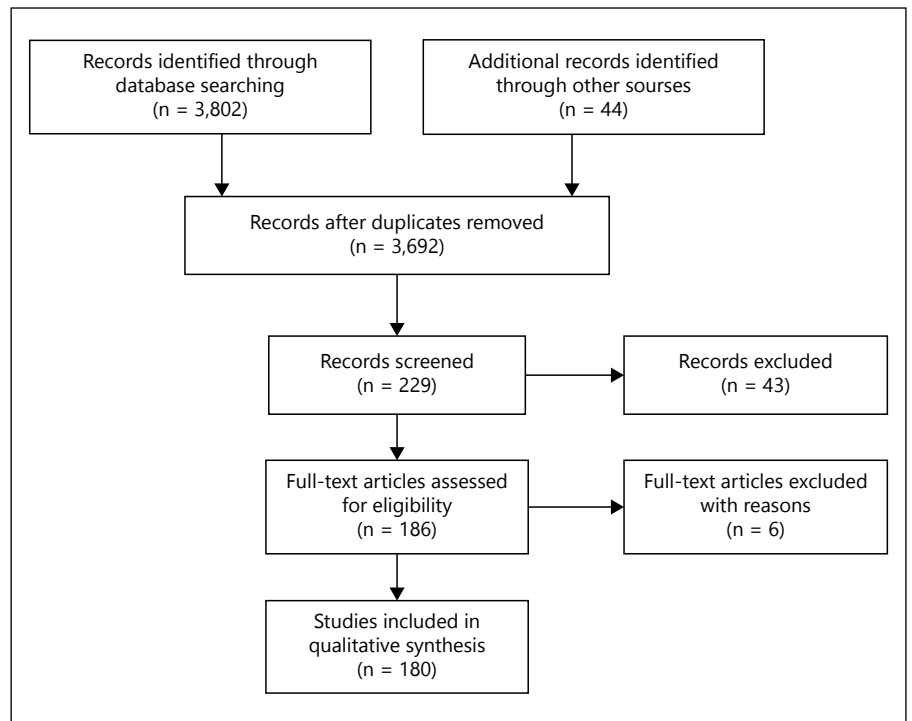 Records identified through
database searching
(n = 3,802)
Additional records identified
through other sourses
(n = 44)
Records after duplicates removed
(n = 3,692)
Records screened
(n = 229)
Records excluded
(n = 43)
Full-text articles assessed
for eligibility
(n = 186)
Full-text articles excluded
with reasons
(n = 6)
Studies included in
qualitative synthesis
(n = 180)